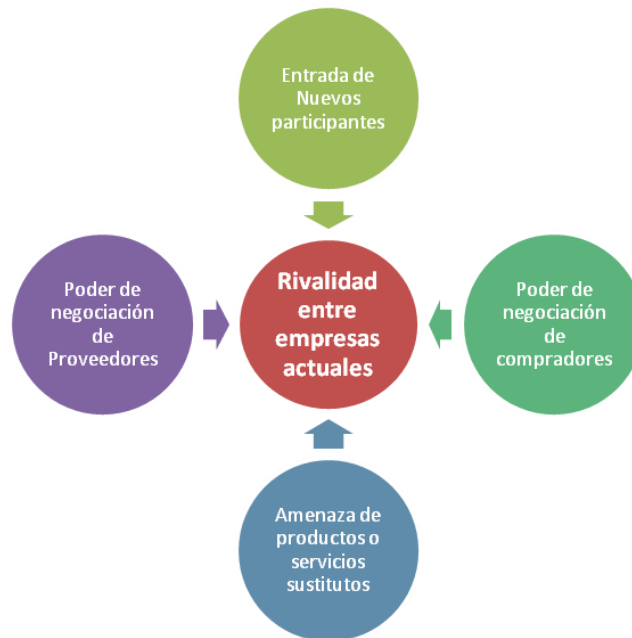 Entrada de
Nuevos
participantes
Poder de
negociación
de
Proveedores
Rivalidad
entre
empresas
actuales
Poder de
negociación
de
compradores
Amenaza de
productos o
servicios
sustitutos